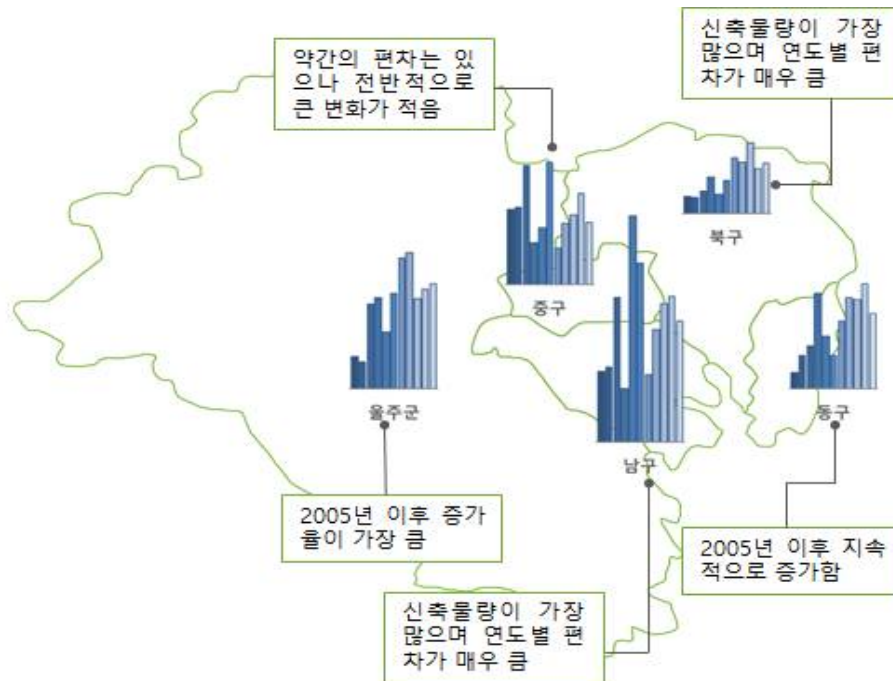 약간의 편차는 있
으나 전반적으로
큰 변화가 적음
신축물량이 가장
많으며 연도별 편
차가 매우 큼
북구
중구
울주군
동구
남구
2005년 이후 증가
율이 가장 큼
2005년 이후 지속
적으로 증가함
신축물량이 가장
많으며 연도별 편
차가 매우 큼